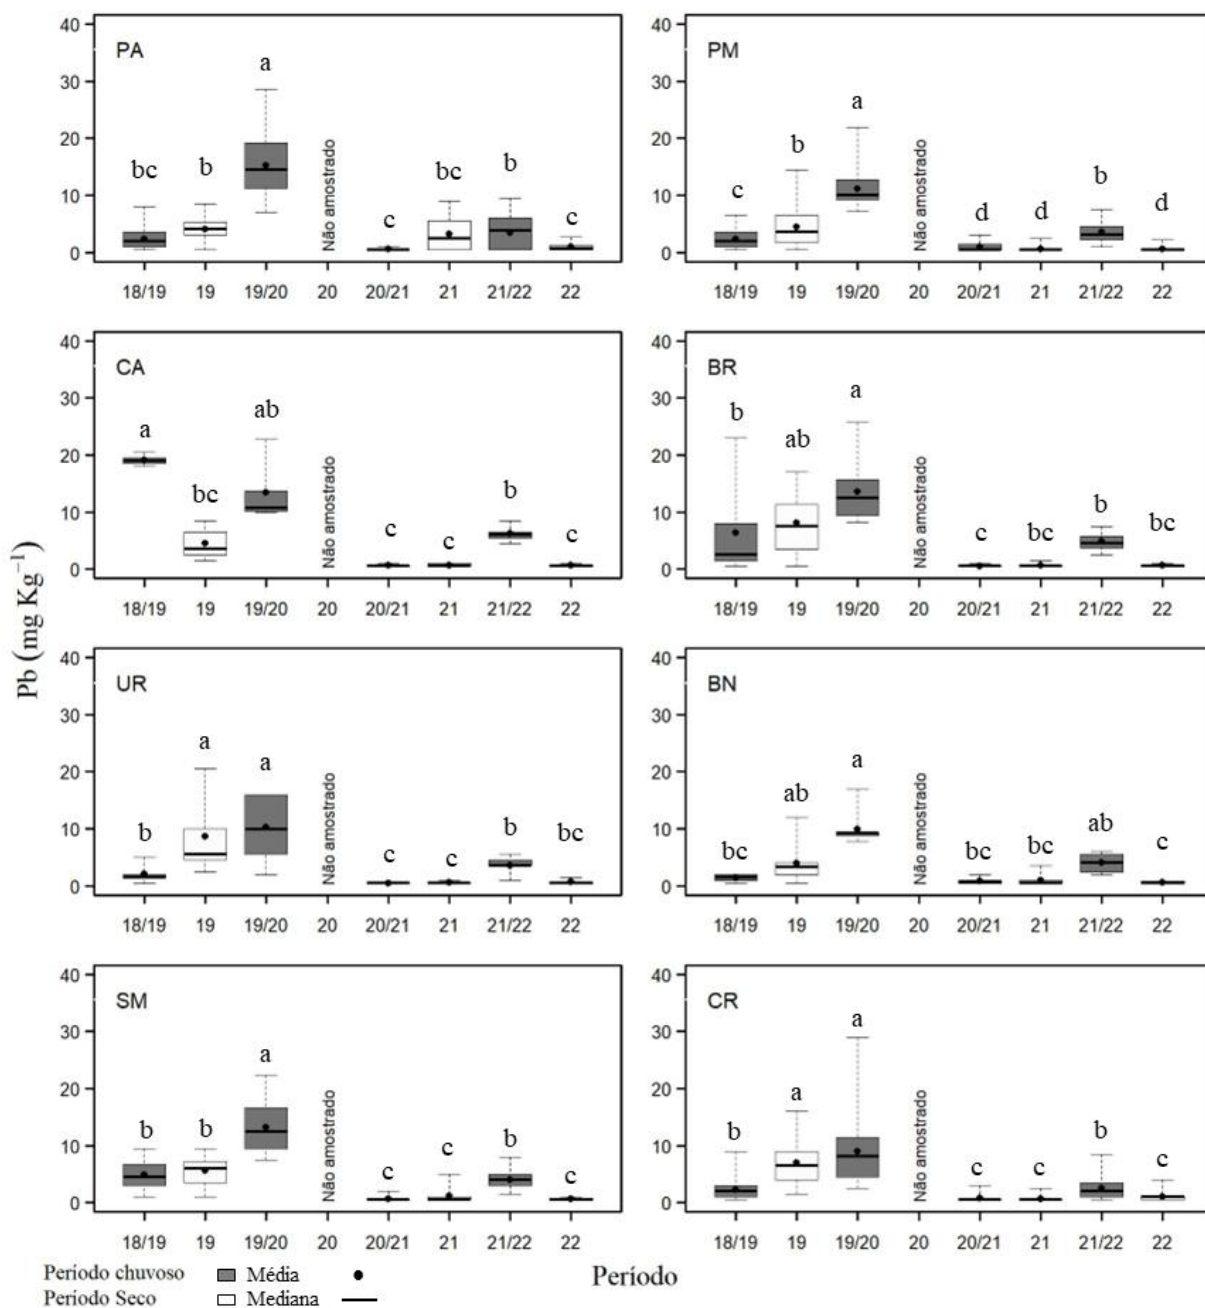 PA
40
30
20
10
0
bc
b
a
Não amostrado
c
bc
b
c
18/19 19 19/20 20 20/21 21 21/22 22
PM
40
30
20
10
0
c
b
a
Não amostrado
d
d
b
d
18/19 19 19/20 20 20/21 21 21/22 22
CA
40
30
20
10
0
a
bc
ab
Não amostrado
c
c
b
c
18/19 19 19/20 20 20/21 21 21/22 22
BR
40
30
20
10
0
b
ab
a
Não amostrado
c
bc
b
bc
18/19 19 19/20 20 20/21 21 21/22 22
Pb (mg Kg⁻¹)
UR
40
30
20
10
0
b
a
a
Não amostrado
c
c
b
bc
18/19 19 19/20 20 20/21 21 21/22 22
BN
40
30
20
10
0
bc
ab
a
Não amostrado
bc
bc
ab
c
18/19 19 19/20 20 20/21 21 21/22 22
SM
40
30
20
10
0
b
b
a
Não amostrado
c
c
b
c
18/19 19 19/20 20 20/21 21 21/22 22
CR
40
30
20
10
0
b
a
a
Não amostrado
c
c
b
c
18/19 19 19/20 20 20/21 21 21/22 22
Período chuvoso Média
Período Seco Mediana
Período